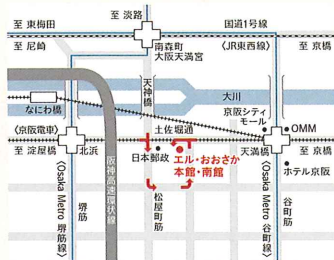 至 淡路
至 東梅田
国道1号線
至 尼崎
南森町
大阪天満宮
〈JR東西線〉
至 京橋
天神橋
大川
なにわ橋
京阪シティ
モール
OMM
〈京阪電車〉
土佐堀通
至 淀屋橋
北浜
日本郵政
天満橋
至 京橋
エル・おおさか
本館・南館
ホテル京阪
阪神高速環状線
〈Osaka Metro 堺筋線〉
堺筋
松屋町筋
〈Osaka Metro 谷町線〉
谷町筋